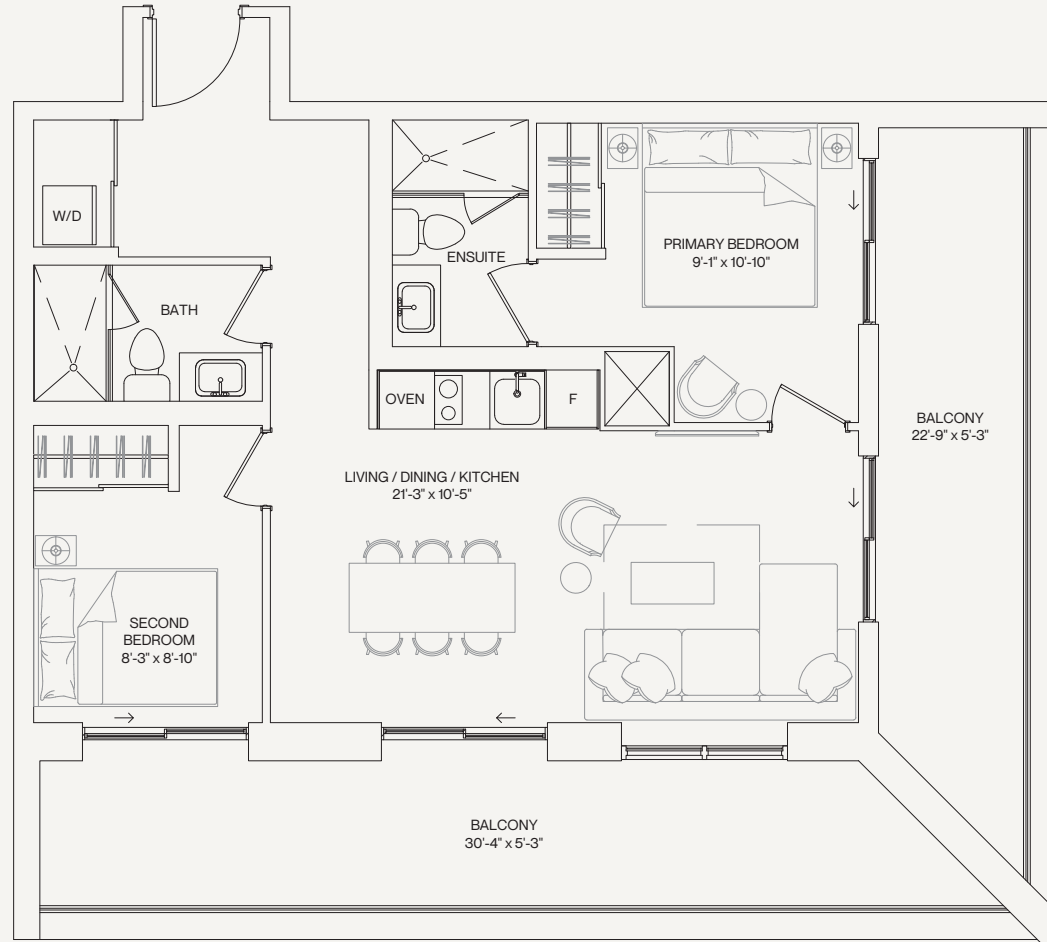 W/D
ENSUITE
PRIMARY BEDROOM
9'-1" x 10'-10"
BATH
OVEN
F
BALCONY
22'-9" x 5'-3"
LIVING / DINING / KITCHEN
21'-3" x 10'-5"
SECOND
BEDROOM
8'-3" x 8'-10"
BALCONY
30'-4" x 5'-3"